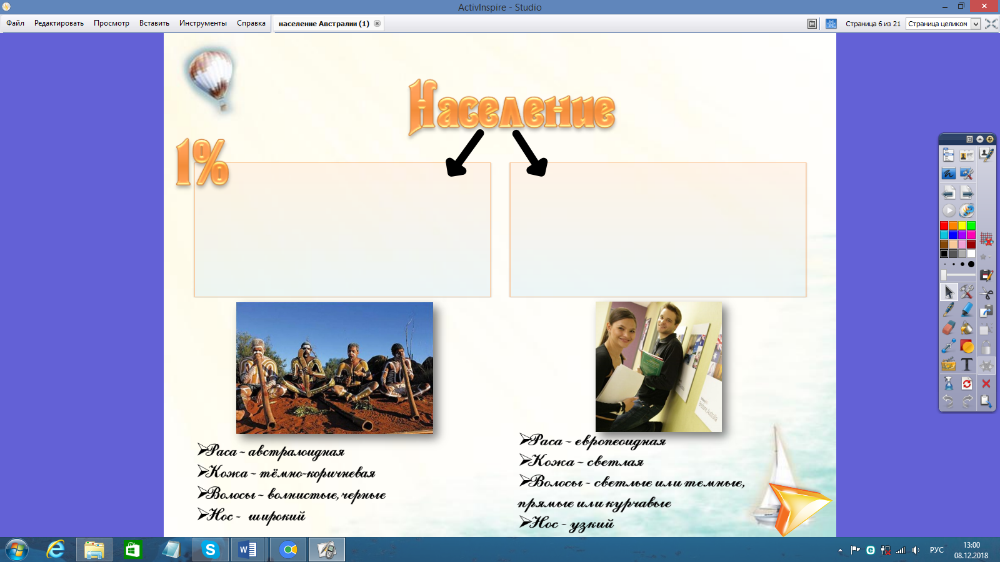 ActivInspire - Studio
Файл Редактировать Просмотр Вставить Инструменты Справка
население Австралии (1)
Страница 6 из 21
Страница целиком
Население
1%
Раса - австралоидная
Кожа - тёмно-коричневая
Волосы - волнистые, черные
Нос - широкий
Раса - европеоидная
Кожа - светлая
Волосы - светлые или темные,
прямые или курчавые
Нос - узкий
РУС
13:00
08.12.2018